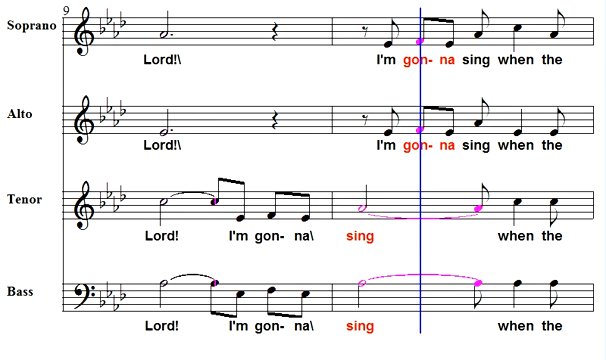 9
Soprano
Lord!\ I'm gon- na sing when the
Alto
Lord!\ I'm gon- na sing when the
Tenor
Lord! I'm gon- na\ sing when the
Bass
Lord! I'm gon- na\ sing when the